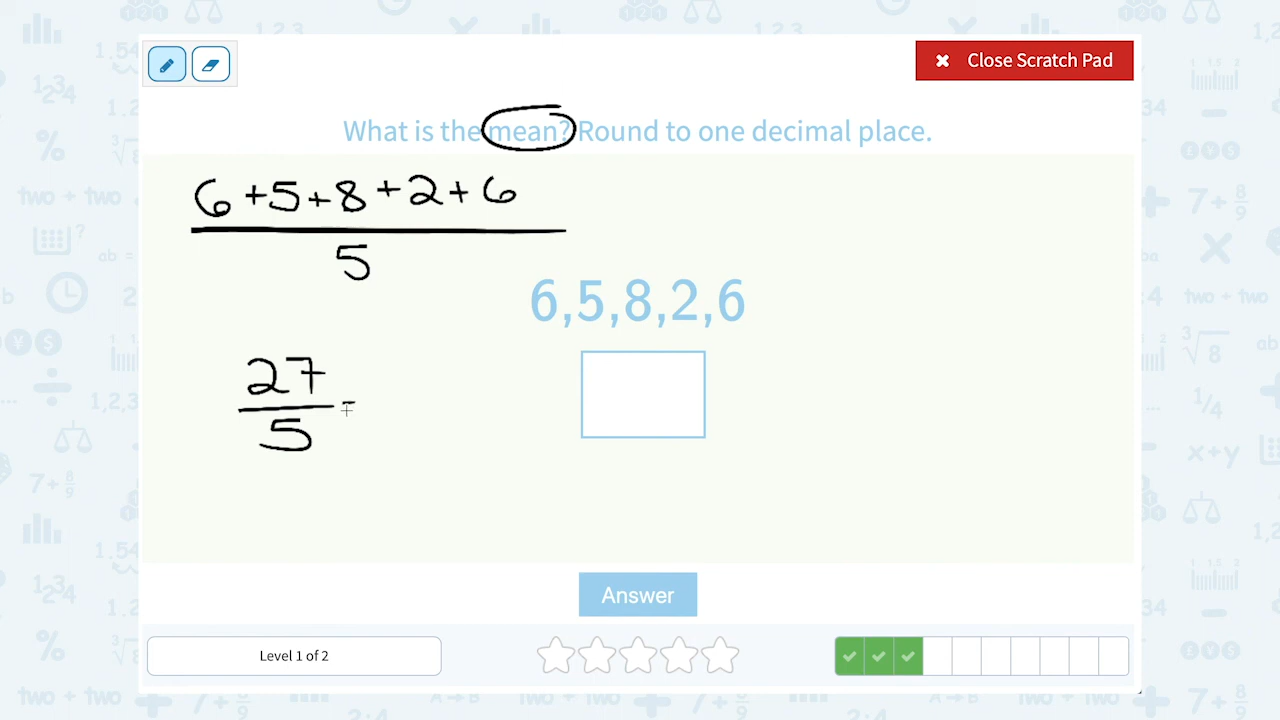 Close Scratch Pad
What is the mean? Round to one decimal place.
6 +5+8+2+6
5
6,5,8,2,6
27
5
=
Answer
Level 1 of 2